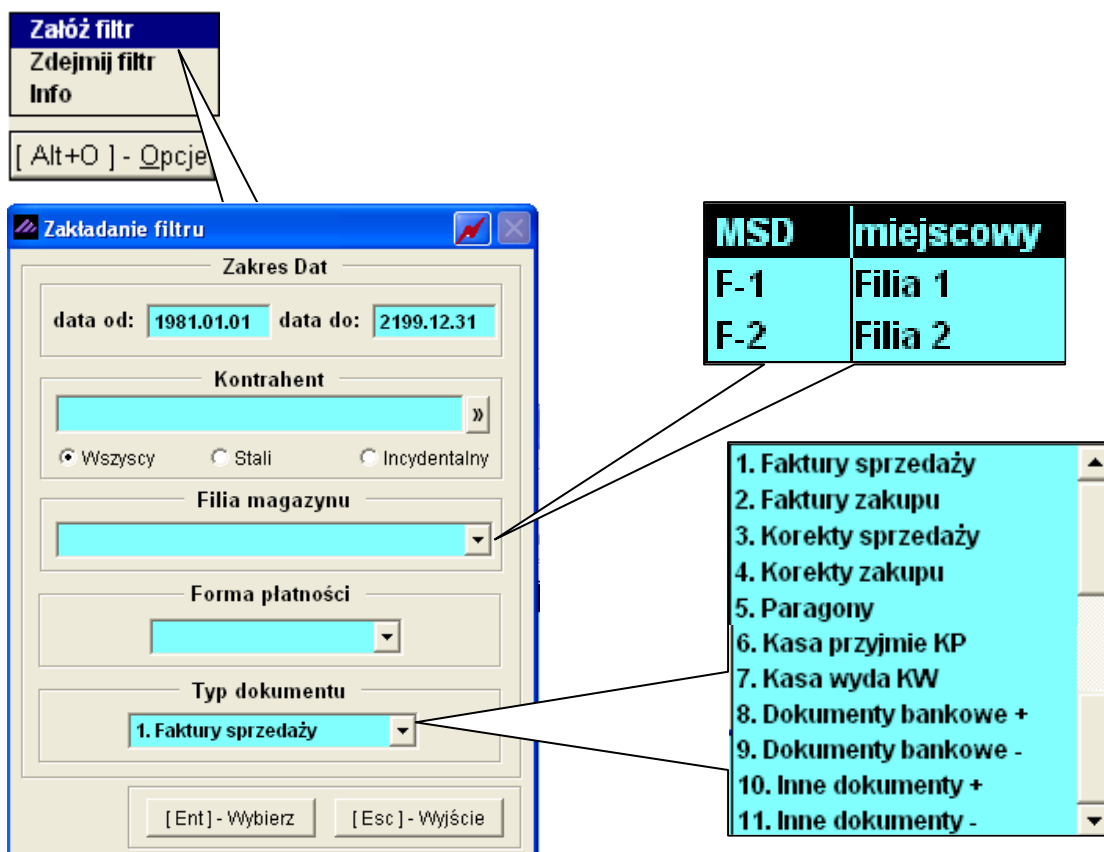 Załóż filtr
Zdejmij filtr
Info
[ Alt+O ] - Opcje
Zakładanie filtru
Zakres Dat
data od: 1981.01.01 data do: 2199.12.31
Kontrahent
»
Wszyscy Stali Incydentalny
Filia magazynu
Forma płatności
Typ dokumentu
1. Faktury sprzedaży
[ Ent ] - Wybierz [ Esc ] - Wyjście
MSD miejscowy
F-1 Filia 1
F-2 Filia 2
1. Faktury sprzedaży
2. Faktury zakupu
3. Korekty sprzedaży
4. Korekty zakupu
5. Paragony
6. Kasa przyjmie KP
7. Kasa wyda KW
8. Dokumenty bankowe +
9. Dokumenty bankowe -
10. Inne dokumenty +
11. Inne dokumenty -